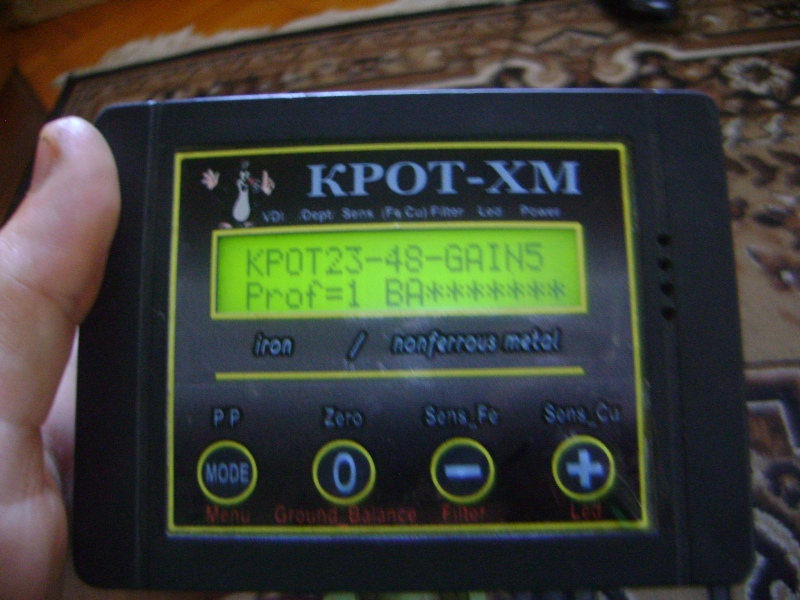 КРОТ-ХМ
VDI Dept Sens (Fe Cu) Filter Led Power
KPOT23-48-GAIN5
Prof=1 BA*******
iron / nonferrous metal
P P Zero Sens_Fe Sens_Cu
MODE 0 - +
Menu Ground_Balance Filter Led